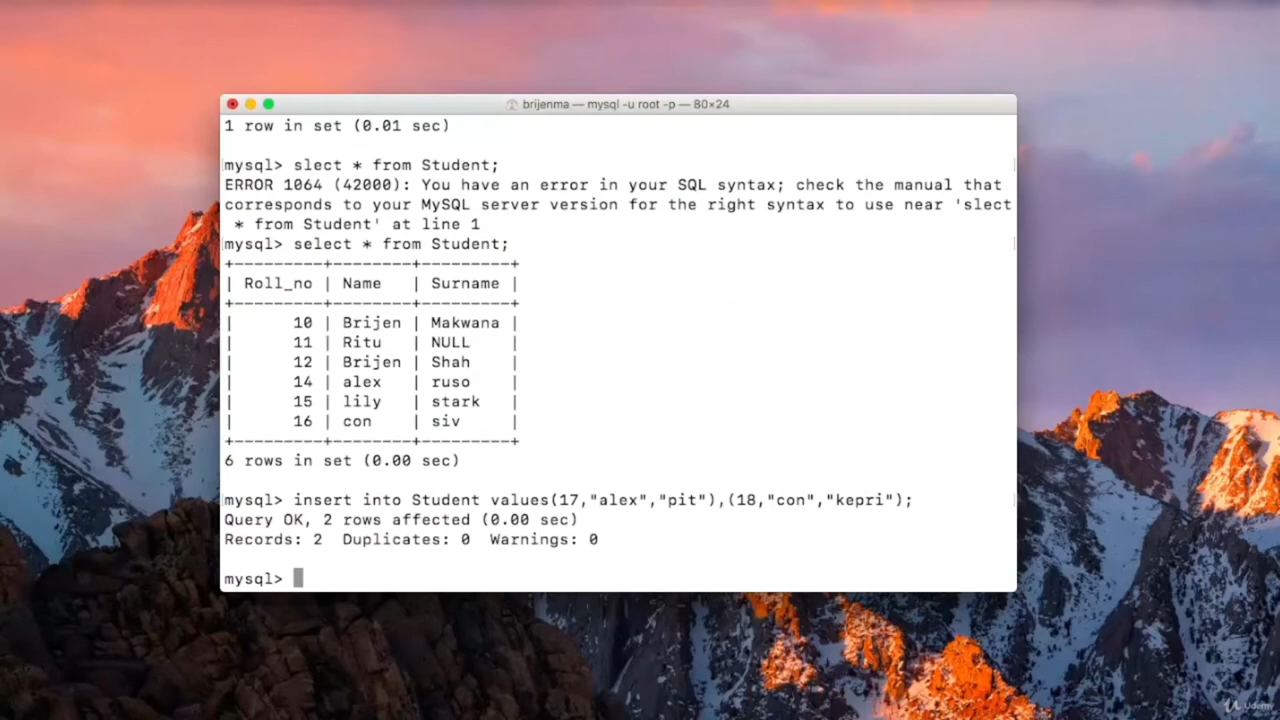 brijenma — mysql -u root -p — 80×24
1 row in set (0.01 sec)
mysql> slect * from Student;
ERROR 1064 (42000): You have an error in your SQL syntax; check the manual that
corresponds to your MySQL server version for the right syntax to use near 'slect
* from Student' at line 1
mysql> select * from Student;
+---------+--------+---------+
| Roll_no | Name   | Surname |
+---------+--------+---------+
|      10 | Brijen | Makwana |
|      11 | Ritu   | NULL    |
|      12 | Brijen | Shah    |
|      14 | alex   | ruso    |
|      15 | lily   | stark   |
|      16 | con    | siv     |
+---------+--------+---------+
6 rows in set (0.00 sec)
mysql> insert into Student values(17,"alex","pit"),(18,"con","kepri");
Query OK, 2 rows affected (0.00 sec)
Records: 2  Duplicates: 0  Warnings: 0
mysql>
Udemy